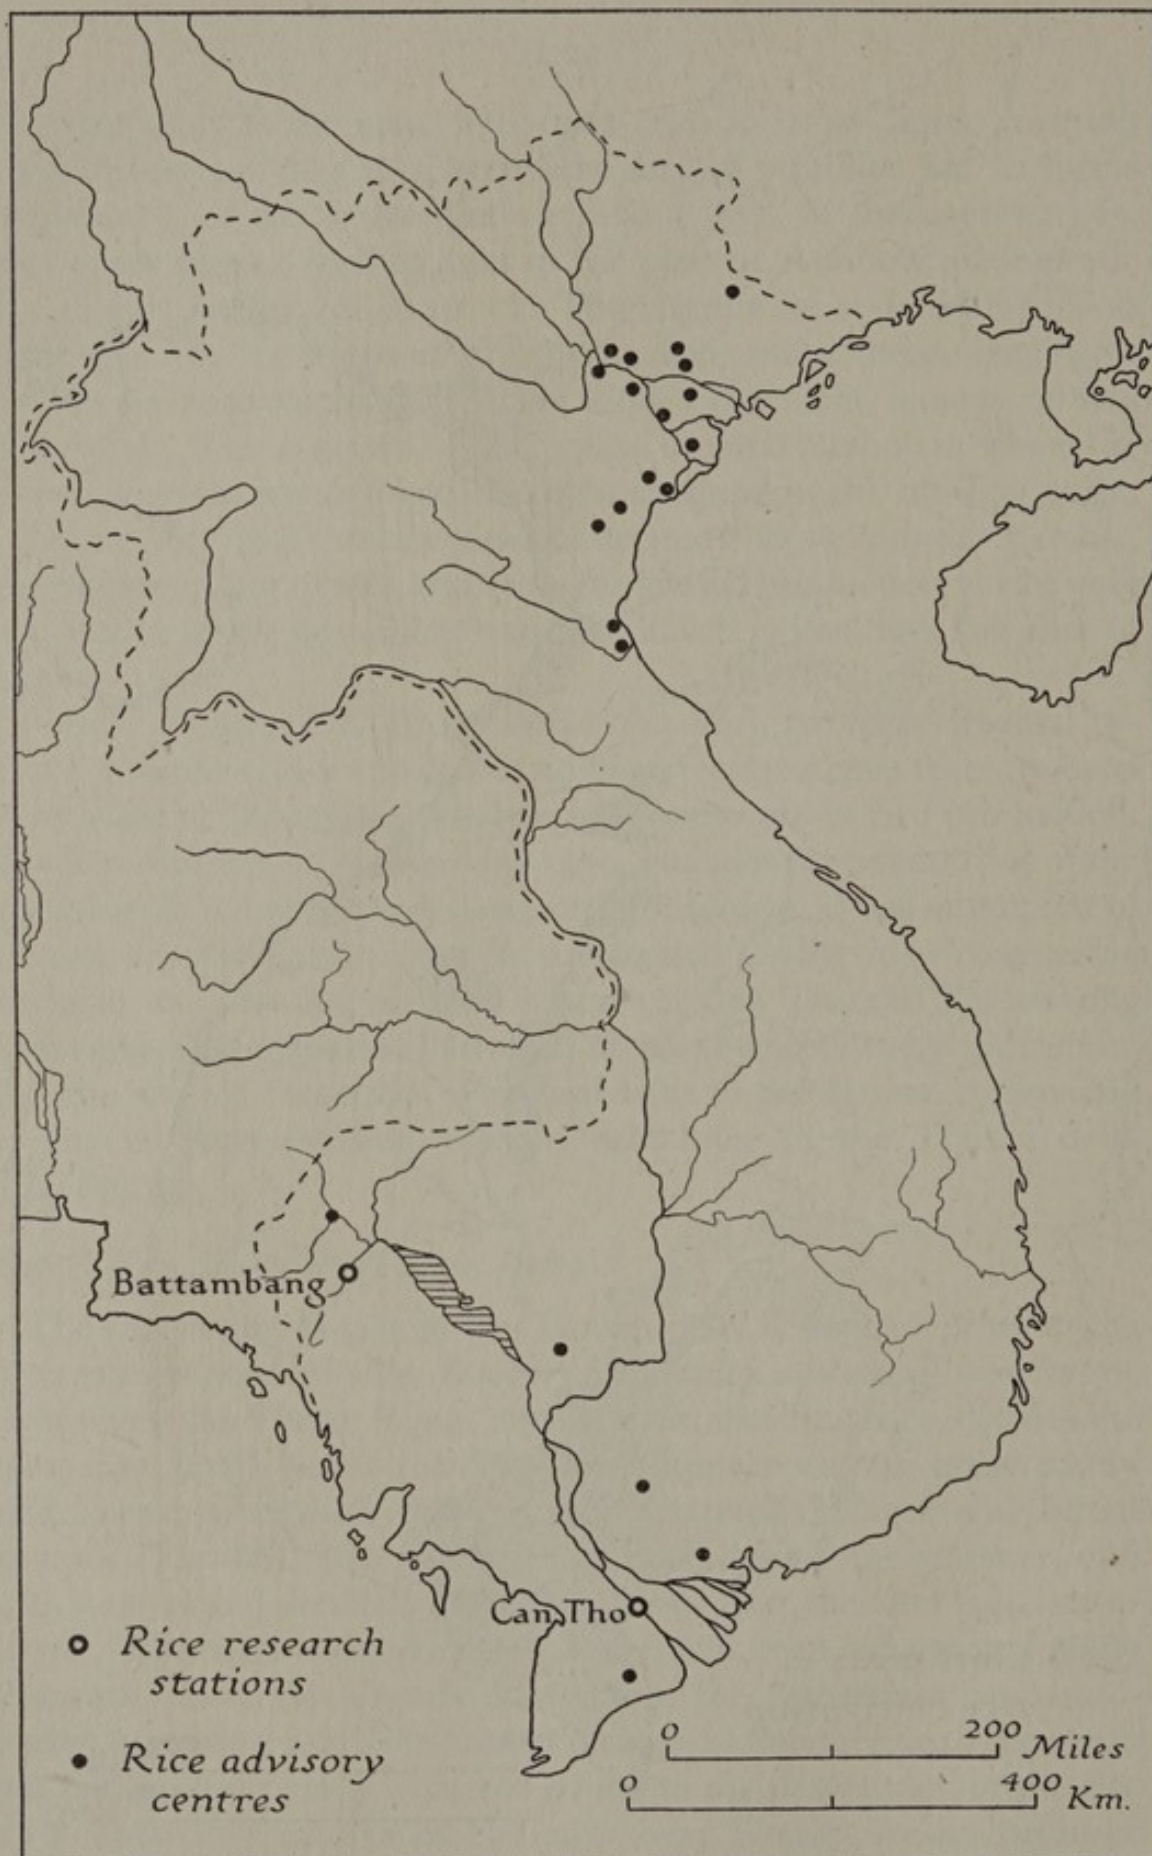 Battambang
Can Tho
Rice research
stations
Rice advisory
centres
0 200 Miles
0 400 Km.